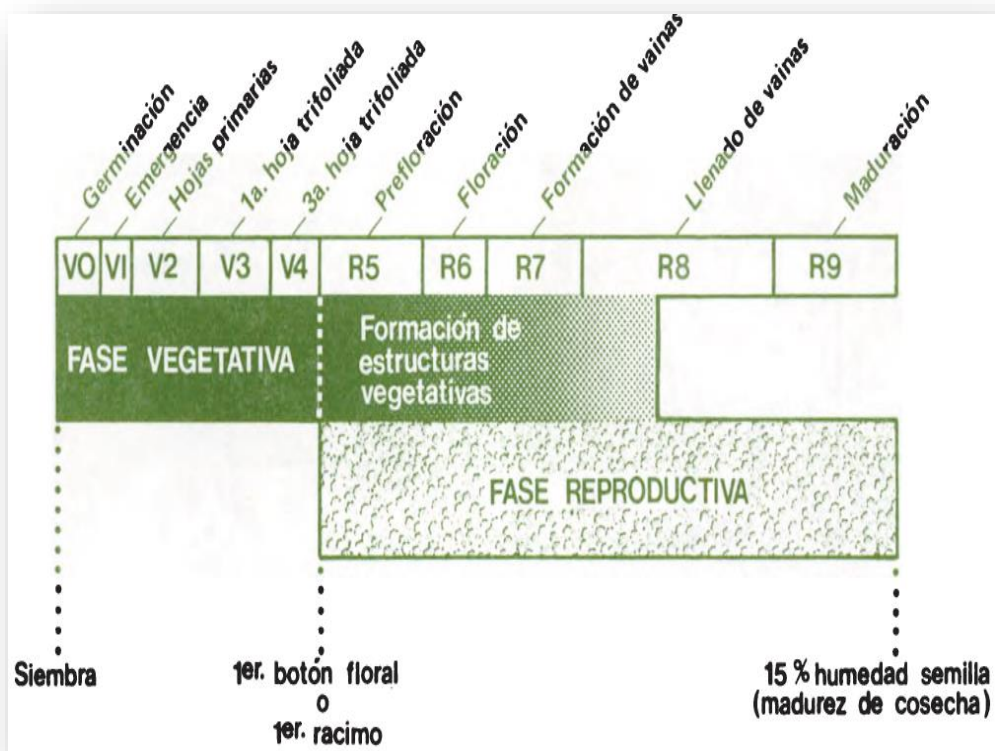 Germinación
Emergencia
Hojas primarias
1a. hoja trifoliada
3a. hoja trifoliada
Prefloración
Floración
Formación de vainas
Llenado de vainas
Maduración
VO VI V2 V3 V4 R5 R6 R7 R8 R9
FASE VEGETATIVA
Formación de
estructuras
vegetativas
FASE REPRODUCTIVA
Siembra
1er. botón floral
o
1er. racimo
15 % humedad semilla
(madurez de cosecha)